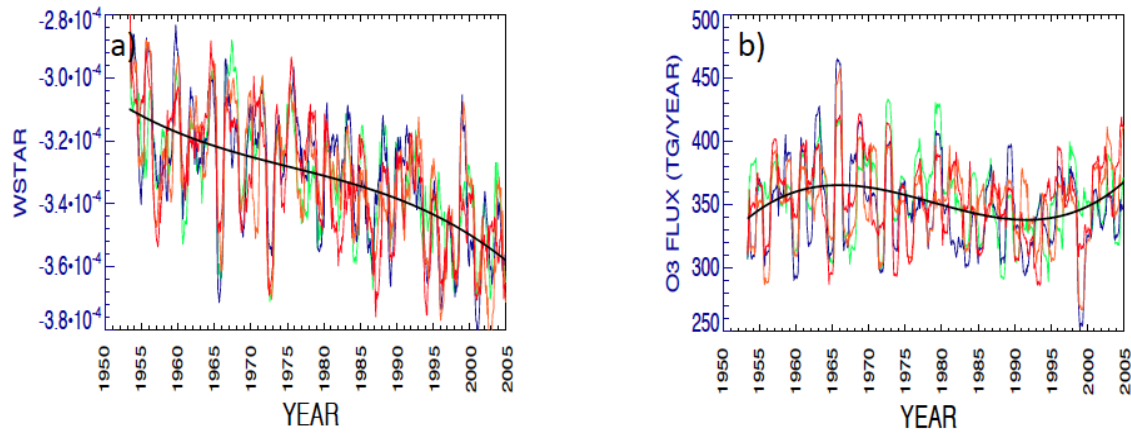 a)
WSTAR
-2.8•10⁻⁴
-3.0•10⁻⁴
-3.2•10⁻⁴
-3.4•10⁻⁴
-3.6•10⁻⁴
-3.8•10⁻⁴
1950 1955 1960 1965 1970 1975 1980 1985 1990 1995 2000 2005
YEAR
b)
O3 FLUX (TG/YEAR)
500
450
400
350
300
250
1950 1955 1960 1965 1970 1975 1980 1985 1990 1995 2000 2005
YEAR